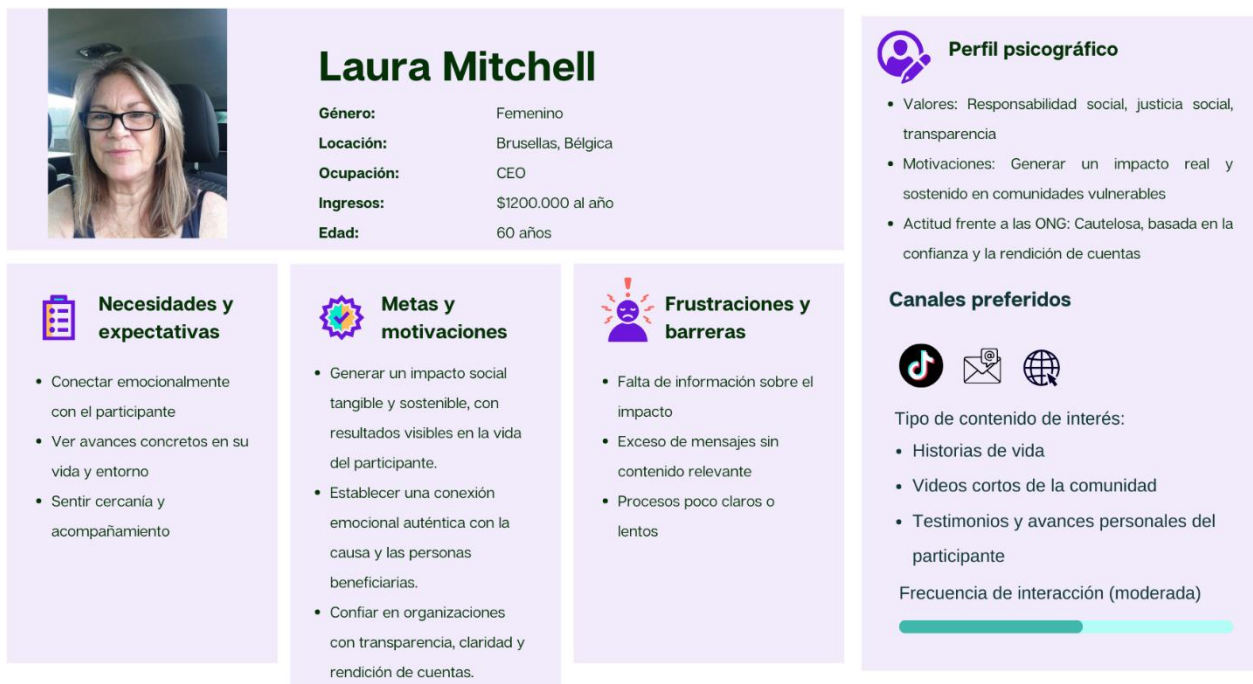 Laura Mitchell
Género: Femenino
Locación: Brusellas, Bélgica
Ocupación: CEO
Ingresos: $1200.000 al año
Edad: 60 años
Necesidades y
expectativas
• Conectar emocionalmente
con el participante
• Ver avances concretos en su
vida y entorno
• Sentir cercanía y
acompañamiento
Metas y
motivaciones
• Generar un impacto social
tangible y sostenible, con
resultados visibles en la vida
del participante.
• Establecer una conexión
emocional auténtica con la
causa y las personas
beneficiarias.
• Confiar en organizaciones
con transparencia, claridad y
rendición de cuentas.
Frustraciones y
barreras
• Falta de información sobre el
impacto
• Exceso de mensajes sin
contenido relevante
• Procesos poco claros o
lentos
Perfil psicográfico
• Valores: Responsabilidad social, justicia social,
transparencia
• Motivaciones: Generar un impacto real y
sostenido en comunidades vulnerables
• Actitud frente a las ONG: Cautelosa, basada en la
confianza y la rendición de cuentas
Canales preferidos
Tipo de contenido de interés:
• Historias de vida
• Videos cortos de la comunidad
• Testimonios y avances personales del
participante
Frecuencia de interacción (moderada)